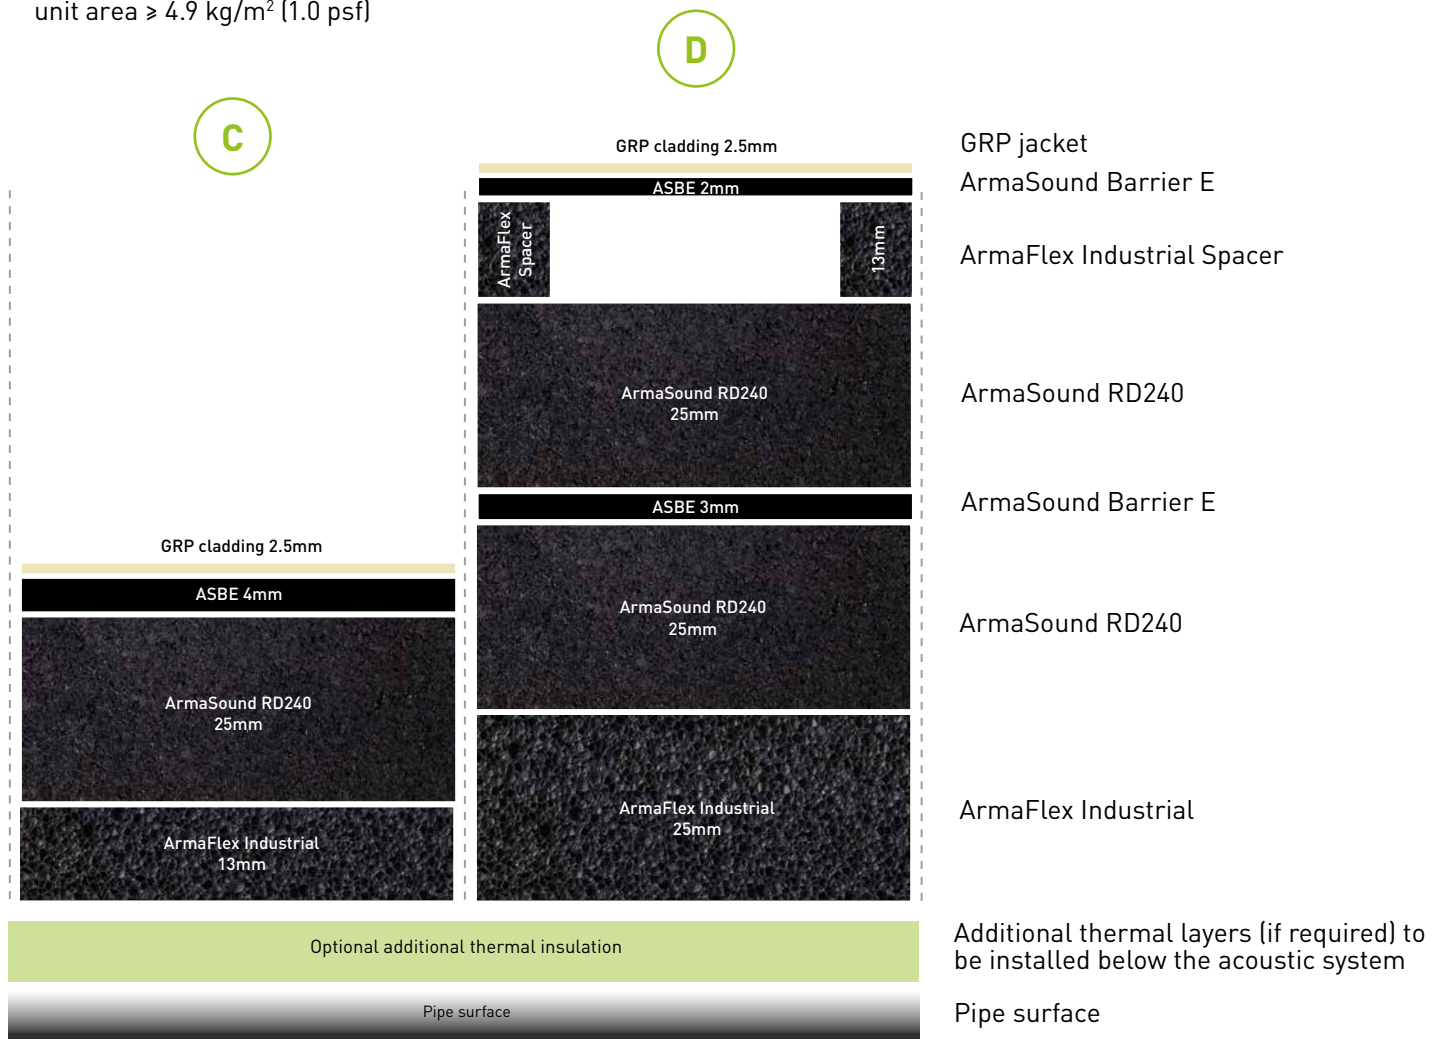 unit area ⩾ 4.9 kg/m² (1.0 psf)
C
GRP cladding 2.5mm
ASBE 4mm
ArmaSound RD240
25mm
ArmaFlex Industrial
13mm
D
GRP cladding 2.5mm
ASBE 2mm
ArmaFlex
Spacer
13mm
ArmaSound RD240
25mm
ASBE 3mm
ArmaSound RD240
25mm
ArmaFlex Industrial
25mm
GRP jacket
ArmaSound Barrier E
ArmaFlex Industrial Spacer
ArmaSound RD240
ArmaSound Barrier E
ArmaSound RD240
ArmaFlex Industrial
Optional additional thermal insulation
Additional thermal layers (if required) to
be installed below the acoustic system
Pipe surface
Pipe surface